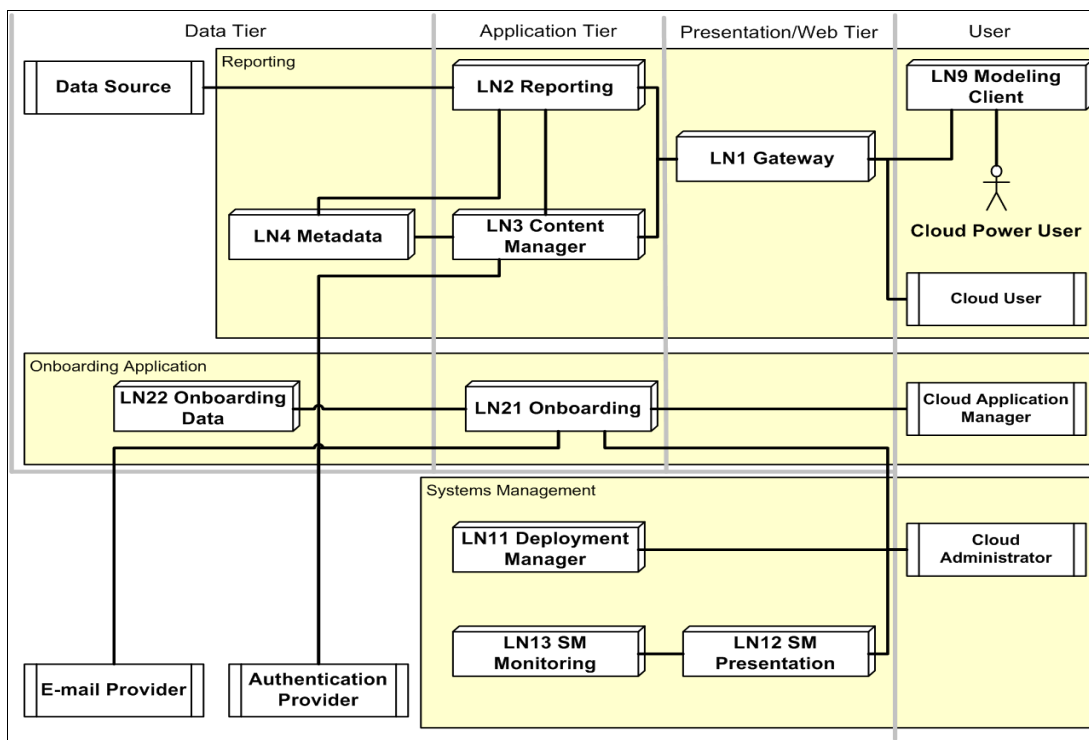 Data Tier
Application Tier
Presentation/Web Tier
User
Reporting
Data Source
LN2 Reporting
LN9 Modeling
Client
LN1 Gateway
LN4 Metadata
LN3 Content
Manager
Cloud Power User
Cloud User
Onboarding Application
LN22 Onboarding
Data
LN21 Onboarding
Cloud Application
Manager
Systems Management
LN11 Deployment
Manager
Cloud
Administrator
LN13 SM
Monitoring
LN12 SM
Presentation
E-mail Provider
Authentication
Provider